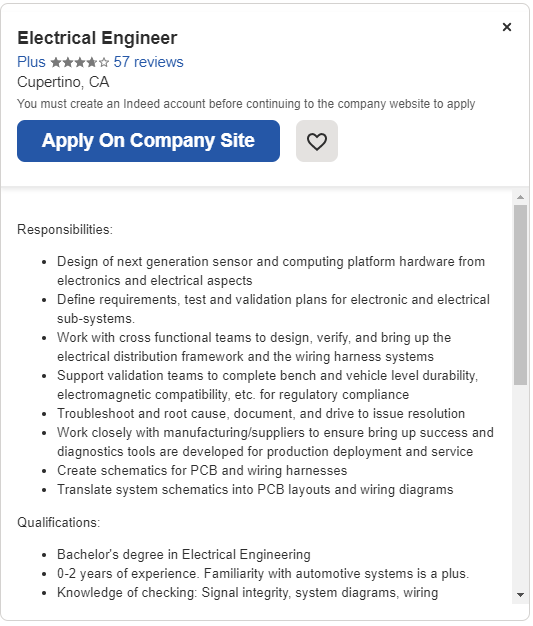 Electrical Engineer
Plus ★★★★☆ 57 reviews
Cupertino, CA
You must create an Indeed account before continuing to the company website to apply
Apply On Company Site
Responsibilities:
• Design of next generation sensor and computing platform hardware from
electronics and electrical aspects
• Define requirements, test and validation plans for electronic and electrical
sub-systems.
• Work with cross functional teams to design, verify, and bring up the
electrical distribution framework and the wiring harness systems
• Support validation teams to complete bench and vehicle level durability,
electromagnetic compatibility, etc. for regulatory compliance
• Troubleshoot and root cause, document, and drive to issue resolution
• Work closely with manufacturing/suppliers to ensure bring up success and
diagnostics tools are developed for production deployment and service
• Create schematics for PCB and wiring harnesses
• Translate system schematics into PCB layouts and wiring diagrams
Qualifications:
• Bachelor’s degree in Electrical Engineering
• 0-2 years of experience. Familiarity with automotive systems is a plus.
• Knowledge of checking: Signal integrity, system diagrams, wiring